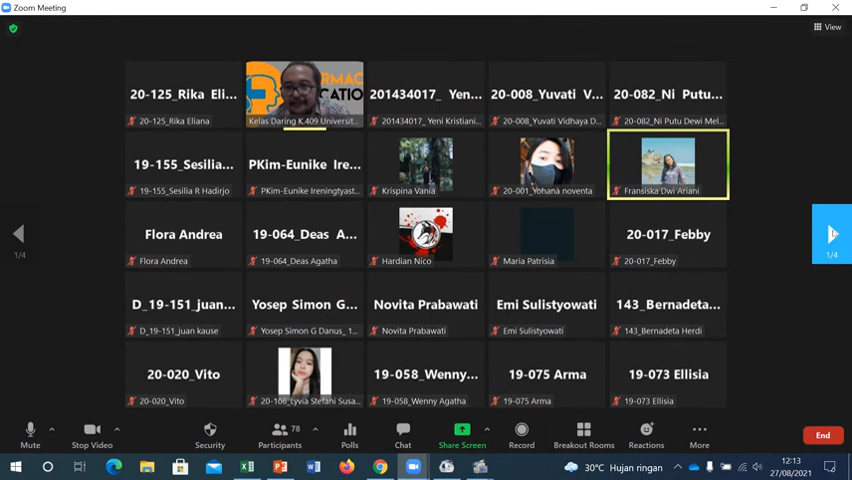 Zoom Meeting
View
20-125_Rika Eli...
20-125_Rika Eliana
RMAC
CATION
Kelas Daring K.409 Universit...
201434017_ Yen...
201434017_ Yeni Kristiani...
20-008_Yuvati V...
20-008_Yuvati Vidhaya D...
20-082_Ni Putu...
20-082_Ni Putu Dewi Mel...
19-155_Sesilia...
19-155_Sesilia R Hadirjo
PKim-Eunike Ire...
PKim-Eunike Ireningtyast...
Krispina Vania
20-001_Yohana noventa
Fransiska Dwi Ariani
Flora Andrea
Flora Andrea
19-064_Deas A...
19-064_Deas Agatha
Hardian Nico
Maria Patrisia
20-017_Febby
20-017_Febby
1/4
1/4
D_19-151_juan...
D_19-151_juan kause
Yosep Simon G...
Yosep Simon G Danus_ 1...
Novita Prabawati
Novita Prabawati
Emi Sulistyowati
Emi Sulistyowati
143_Bernadeta...
143_Bernadeta Herdi
20-020_Vito
20-020_Vito
20-106_Lyvia Stefani Susa...
19-058_Wenny...
19-058_Wenny Agatha
19-075 Arma
19-075 Arma
19-073 Ellisia
19-073 Ellisia
78
Mute
Stop Video
Security
Participants
Polls
Chat
Share Screen
Record
Breakout Rooms
Reactions
More
End
30°C Hujan ringan
12:13
27/08/2021